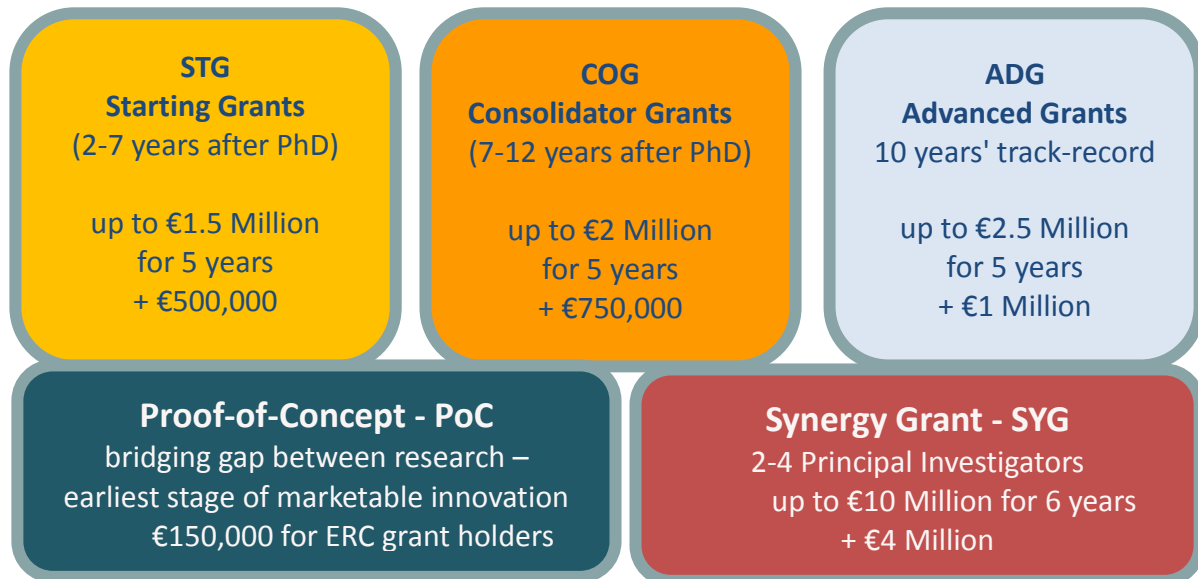 STG
Starting Grants
(2-7 years after PhD)
up to €1.5 Million
for 5 years
+ €500,000
COG
Consolidator Grants
(7-12 years after PhD)
up to €2 Million
for 5 years
+ €750,000
ADG
Advanced Grants
10 years' track-record
up to €2.5 Million
for 5 years
+ €1 Million
Proof-of-Concept - PoC
bridging gap between research –
earliest stage of marketable innovation
€150,000 for ERC grant holders
Synergy Grant - SYG
2-4 Principal Investigators
up to €10 Million for 6 years
+ €4 Million